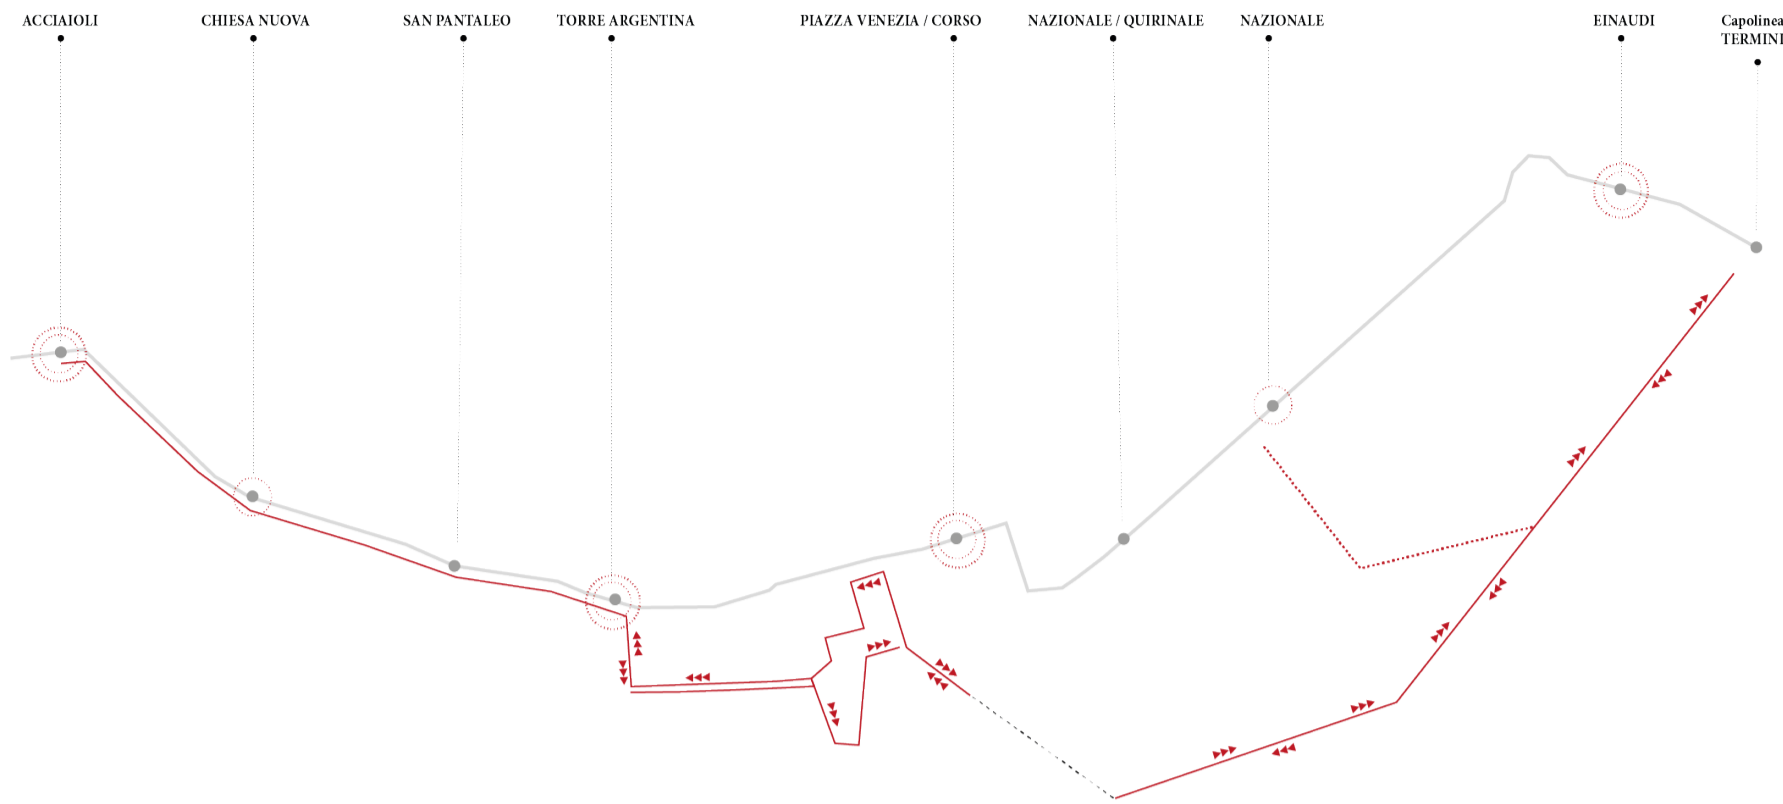 ACCIAIOLI
CHIESA NUOVA
SAN PANTALEO
TORRE ARGENTINA
PIAZZA VENEZIA / CORSO
NAZIONALE / QUIRINALE
NAZIONALE
EINAUDI
Capolinea
TERMINI